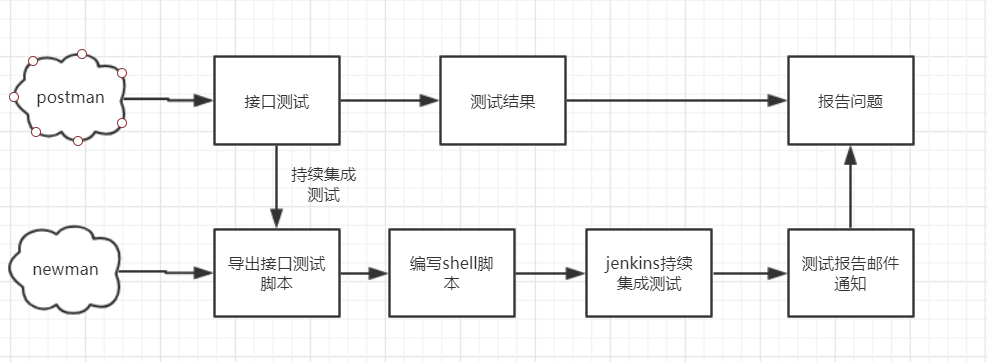 postman
接口测试
测试结果
报告问题
持续集成
测试
newman
导出接口测试
脚本
编写shell脚
本
jenkins持续
集成测试
测试报告邮件
通知